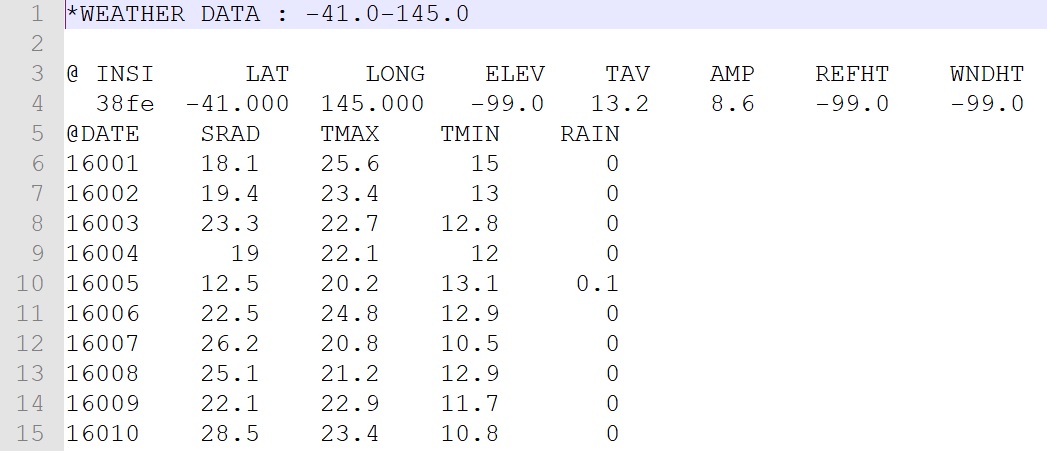 1 *WEATHER DATA : -41.0-145.0
2
3 @ INSI LAT LONG ELEV TAV AMP REFHT WNDHT
4 38fe -41.000 145.000 -99.0 13.2 8.6 -99.0 -99.0
5 @DATE SRAD TMAX TMIN RAIN
6 16001 18.1 25.6 15 0
7 16002 19.4 23.4 13 0
8 16003 23.3 22.7 12.8 0
9 16004 19 22.1 12 0
10 16005 12.5 20.2 13.1 0.1
11 16006 22.5 24.8 12.9 0
12 16007 26.2 20.8 10.5 0
13 16008 25.1 21.2 12.9 0
14 16009 22.1 22.9 11.7 0
15 16010 28.5 23.4 10.8 0